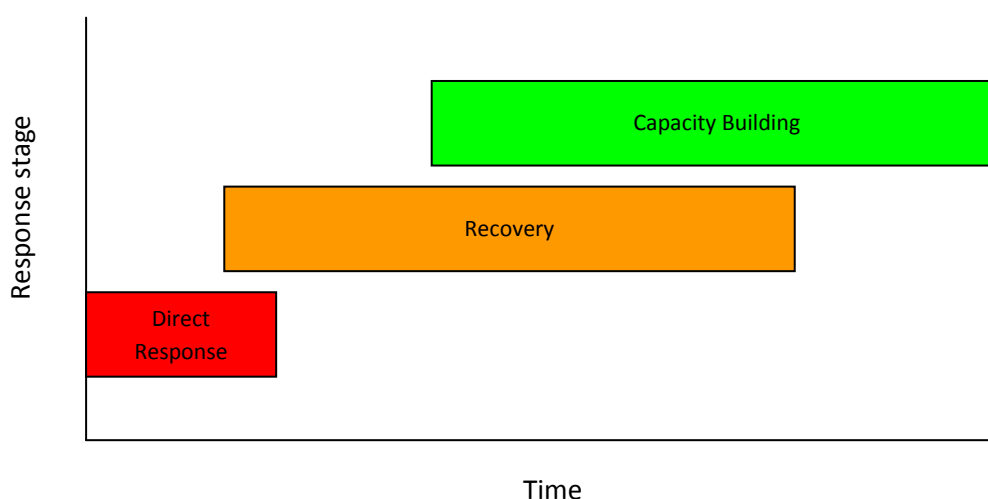 Response stage
Capacity Building
Recovery
Direct
Response
Time